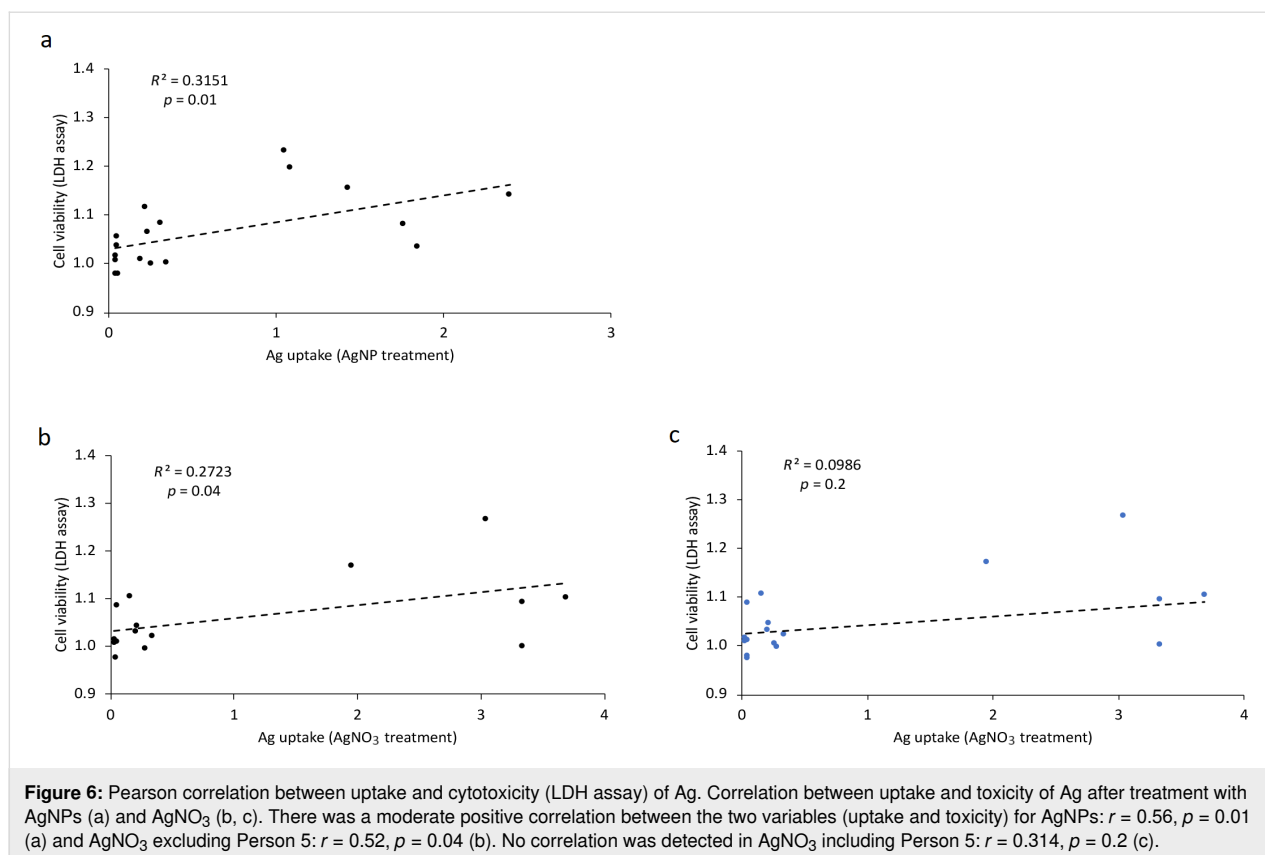 a
R² = 0.3151
p = 0.01
Cell viability (LDH assay)
1.4
1.3
1.2
1.1
1.0
0.9
0
1
2
3
Ag uptake (AgNP treatment)
b
R² = 0.2723
p = 0.04
Cell viability (LDH assay)
1.4
1.3
1.2
1.1
1.0
0.9
0
1
2
3
4
Ag uptake (AgNO₃ treatment)
c
R² = 0.0986
p = 0.2
Cell viability (LDH assay)
1.4
1.3
1.2
1.1
1.0
0.9
0
1
2
3
4
Ag uptake (AgNO₃ treatment)
Figure 6: Pearson correlation between uptake and cytotoxicity (LDH assay) of Ag. Correlation between uptake and toxicity of Ag after treatment with
AgNPs (a) and AgNO₃ (b, c). There was a moderate positive correlation between the two variables (uptake and toxicity) for AgNPs: r = 0.56, p = 0.01
(a) and AgNO₃ excluding Person 5: r = 0.52, p = 0.04 (b). No correlation was detected in AgNO₃ including Person 5: r = 0.314, p = 0.2 (c).